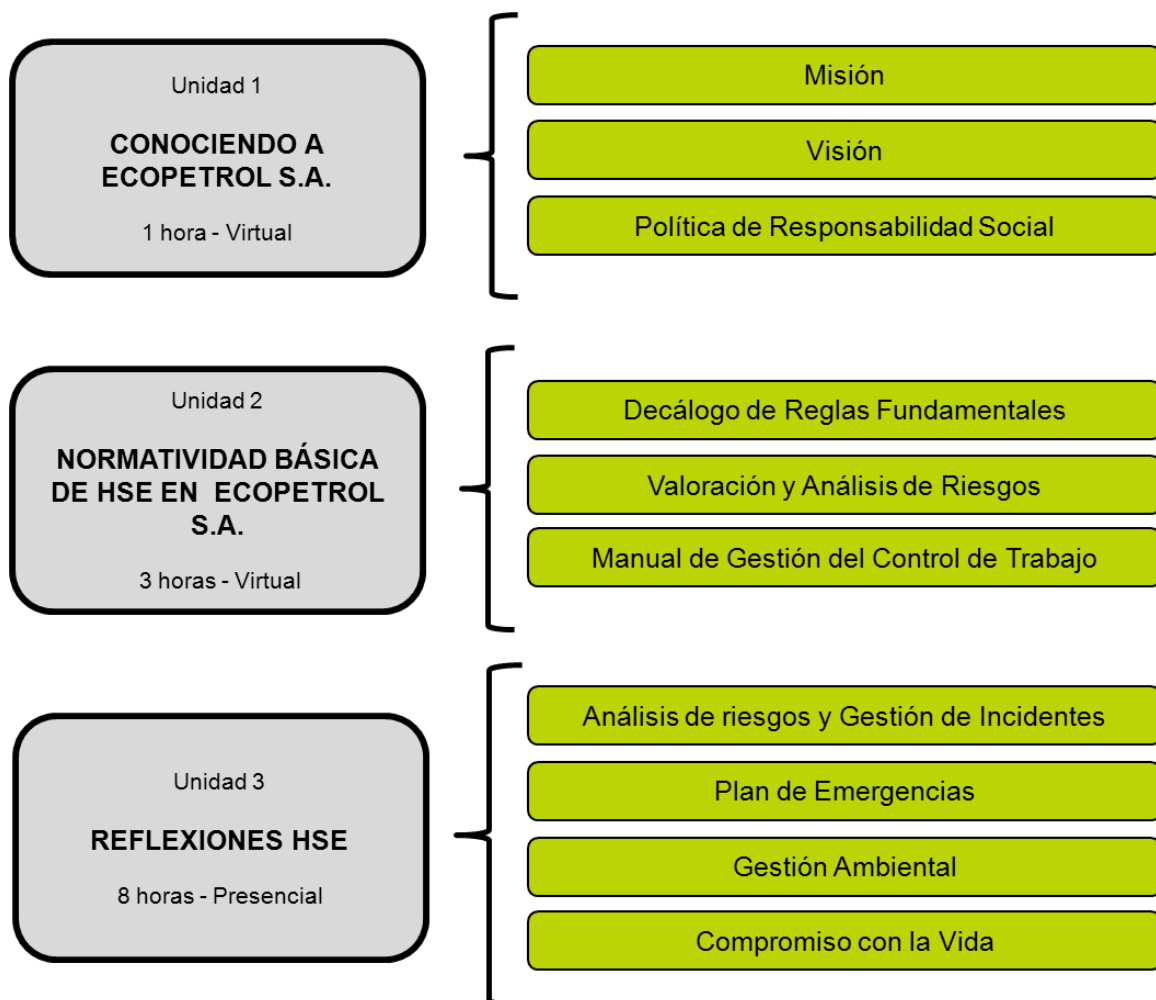 Unidad 1
CONOCIENDO A
ECOPETROL S.A.
1 hora - Virtual
Misión
Visión
Política de Responsabilidad Social
Unidad 2
NORMATIVIDAD BÁSICA
DE HSE EN ECOPETROL
S.A.
3 horas - Virtual
Decálogo de Reglas Fundamentales
Valoración y Análisis de Riesgos
Manual de Gestión del Control de Trabajo
Unidad 3
REFLEXIONES HSE
8 horas - Presencial
Análisis de riesgos y Gestión de Incidentes
Plan de Emergencias
Gestión Ambiental
Compromiso con la Vida